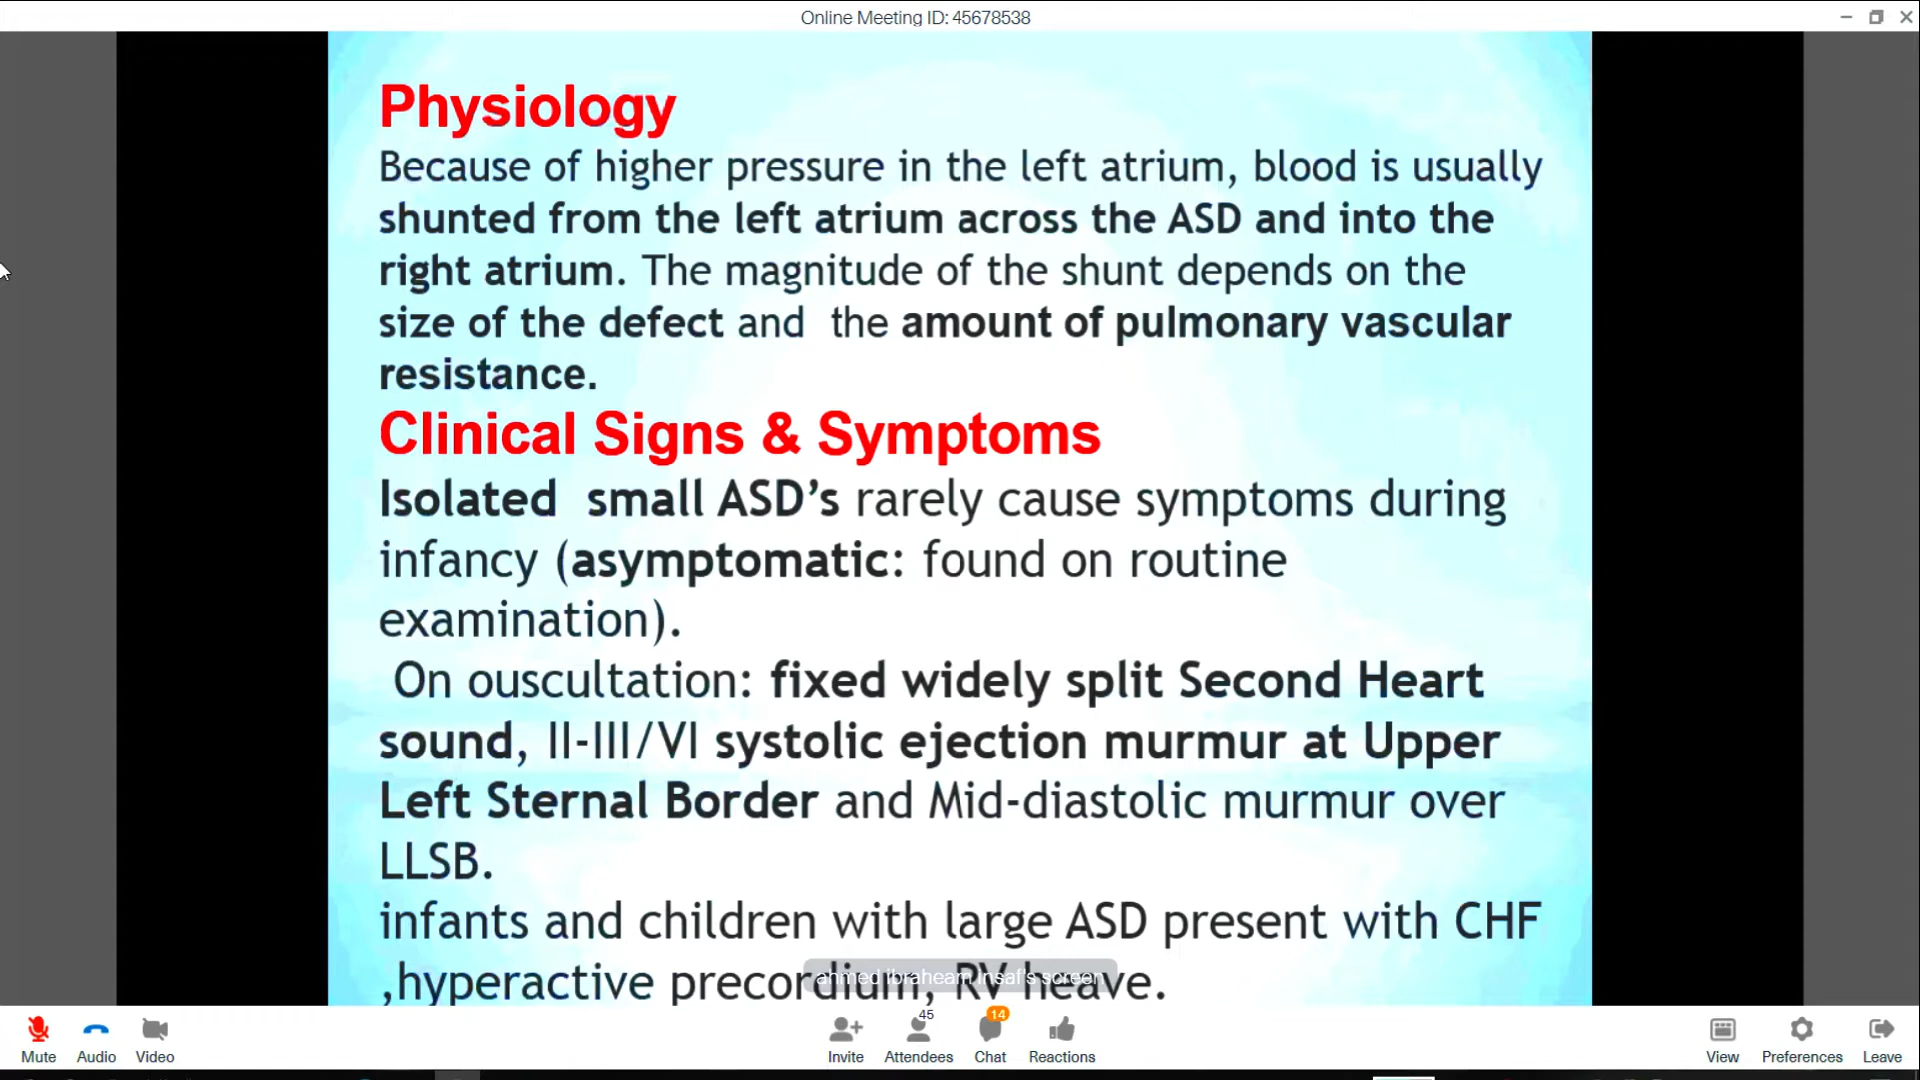 Online Meeting ID: 45678538
Physiology
Because of higher pressure in the left atrium, blood is usually
shunted from the left atrium across the ASD and into the
right atrium. The magnitude of the shunt depends on the
size of the defect and the amount of pulmonary vascular
resistance.
Clinical Signs & Symptoms
Isolated small ASD’s rarely cause symptoms during
infancy (asymptomatic: found on routine
examination).
On ouscultation: fixed widely split Second Heart
sound, II-III/VI systolic ejection murmur at Upper
Left Sternal Border and Mid-diastolic murmur over
LLSB.
infants and children with large ASD present with CHF
,hyperactive precordium, RV heave.
ahmed ibraheam Insaf's screen
45
14
Mute Audio Video Invite Attendees Chat Reactions View Preferences Leave